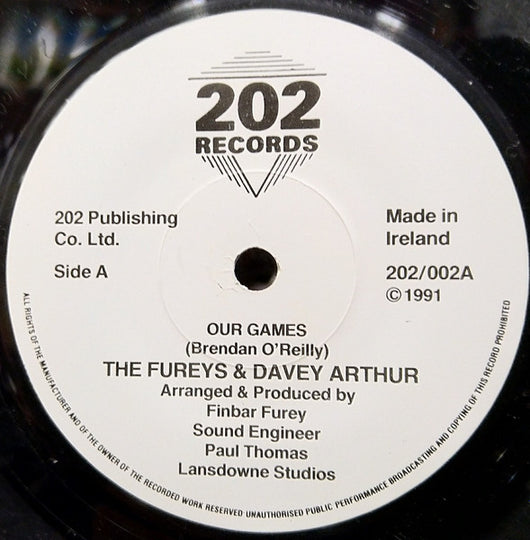 202
RECORDS
202 Publishing
Co. Ltd.
Side A
Made in
Ireland
202/002A
© 1991
OUR GAMES
(Brendan O'Reilly)
THE FUREYS & DAVEY ARTHUR
Arranged & Produced by
Finbar Furey
Sound Engineer
Paul Thomas
Lansdowne Studios
ALL RIGHTS OF THE MANUFACTURER AND OF THE OWNER OF THE RECORDED WORK RESERVED UNAUTHORISED PUBLIC PERFORMANCE BROADCASTING AND COPYING OF THIS RECORD PROHIBITED